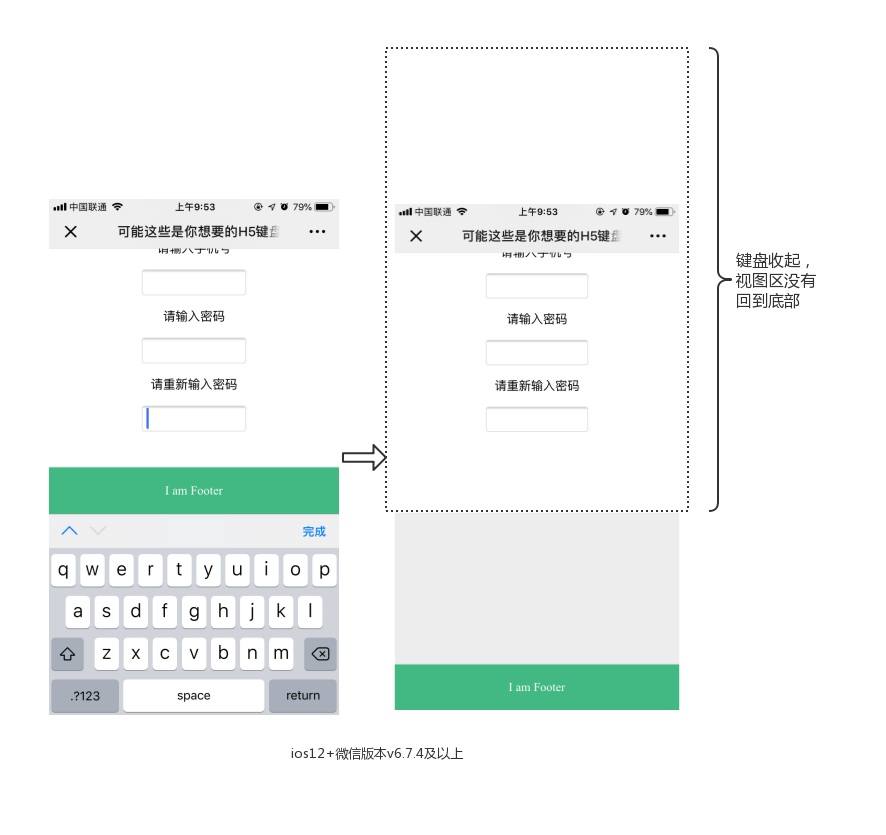 中国联通 上午9:53 79%
可能这些是你想要的H5键盘
请输入手机号
请输入密码
请重新输入密码
I am Footer
完成
q w e r t y u i o p
a s d f g h j k l
z x c v b n m
.?123 space return
中国联通 上午9:53 79%
可能这些是你想要的H5键盘
请输入手机号
请输入密码
请重新输入密码
I am Footer
键盘收起，
视图区没有
回到底部
ios12+微信版本v6.7.4及以上